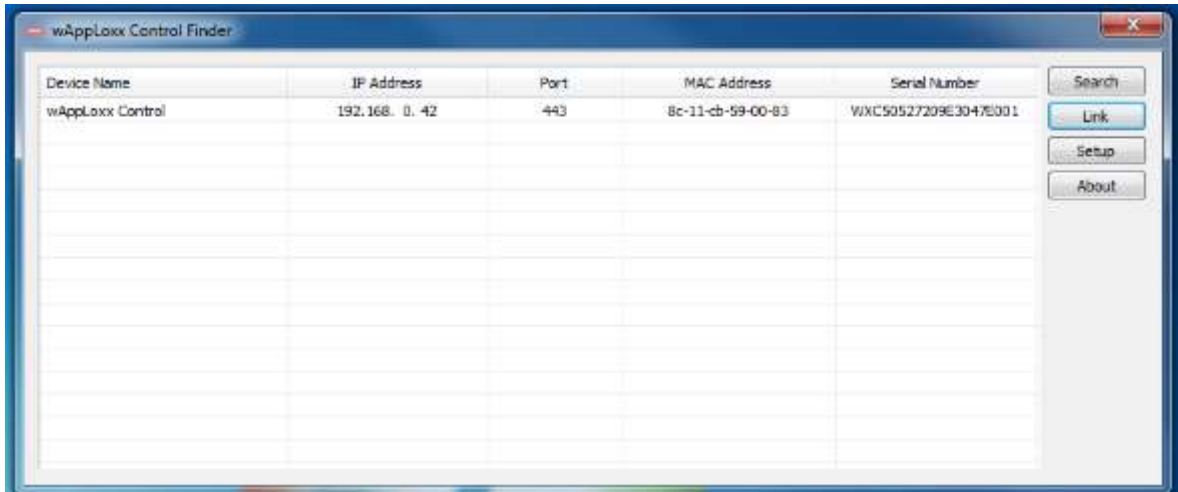 wAppLoxx Control Finder
Device Name IP Address Port MAC Address Serial Number
wAppLoxx Control 192.168. 0. 42 443 8c-11-cb-59-00-83 WXC50527209E3047E001
Search
Link
Setup
About